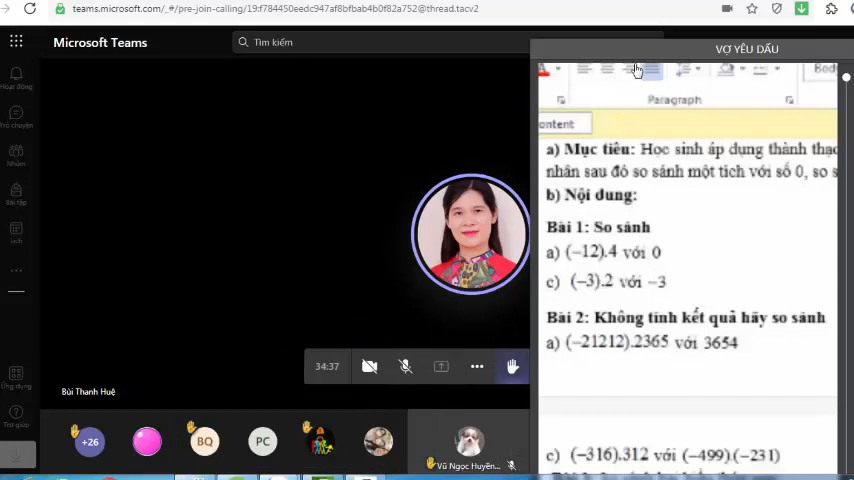 teams.microsoft.com/_#/pre-join-calling/19:f784450eedc947af8bfbab4b0f82a752@thread.tacv2
Microsoft Teams
Tìm kiếm
VỢ YÊU DẤU
Hoạt động
Trò chuyện
Nhóm
Bài tập
Lịch
Ứng dụng
Trợ giúp
Paragraph
ontent
a) Mục tiêu: Học sinh áp dụng thành thạo
nhân sau đó so sánh một tích với số 0, so s
b) Nội dung:
Bài 1: So sánh
a) (−12).4 với 0
c) (−3).2 với −3
Bài 2: Không tính kết quả hãy so sánh
a) (−21212).2365 với 3654
c) (−316).312 với (−499).(−231)
34:37
Bùi Thanh Huệ
+26
BQ
PC
Vũ Ngọc Huyền...